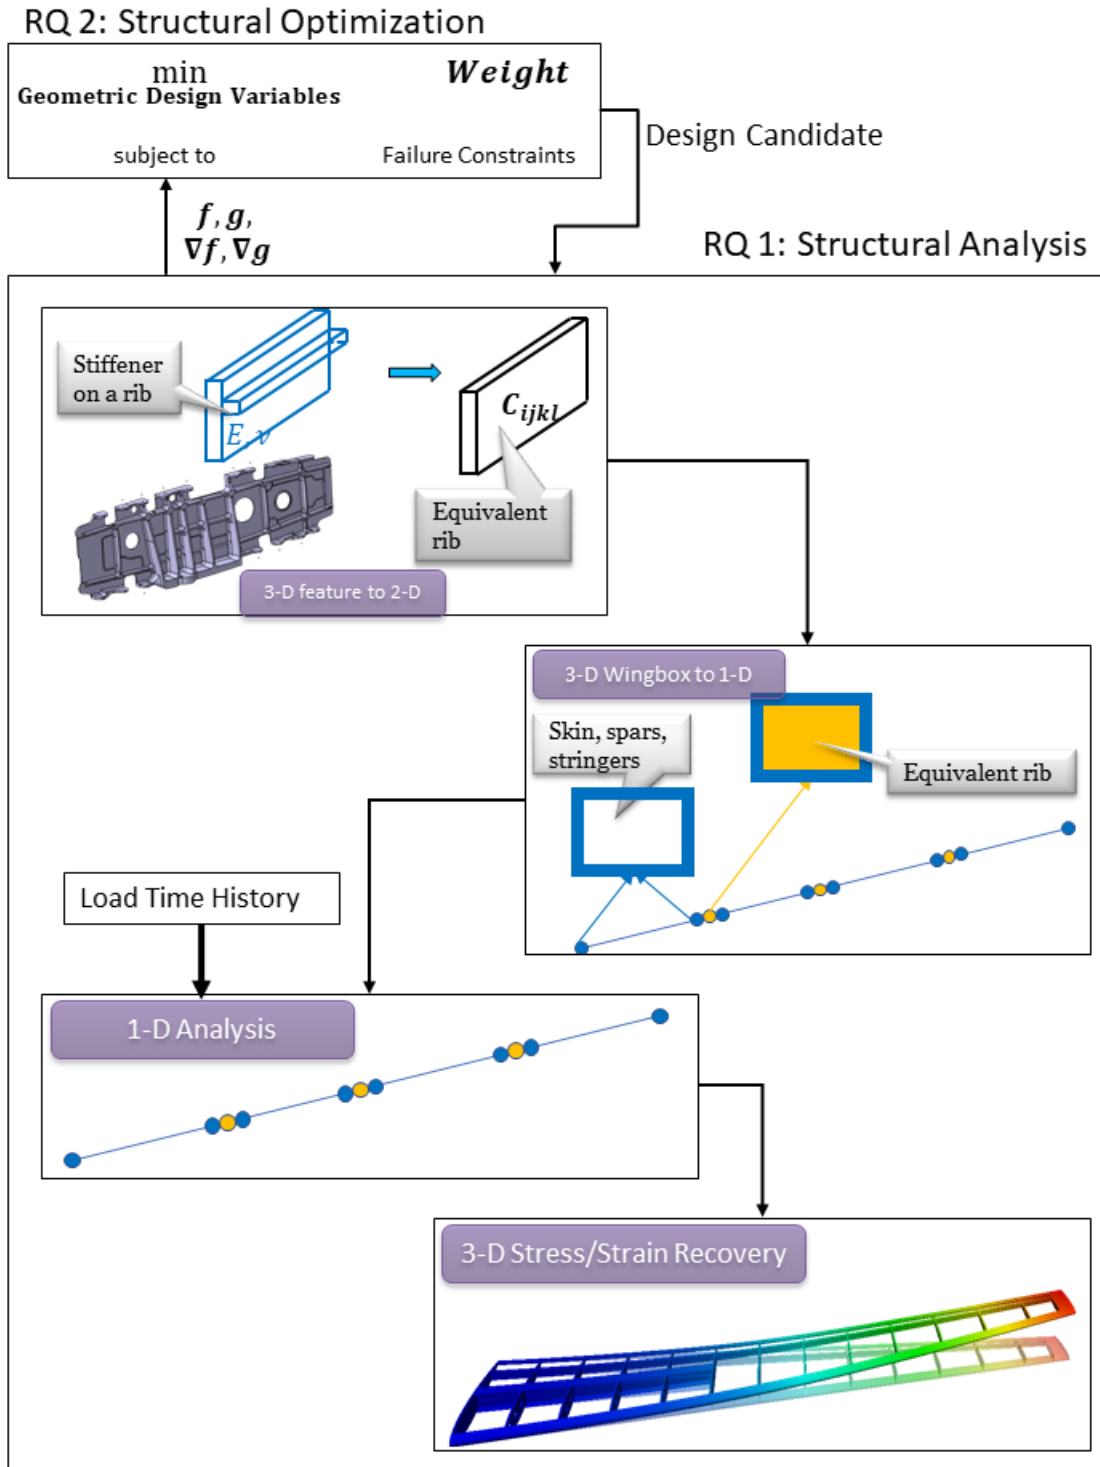 RQ 2: Structural Optimization
min Weight
Geometric Design Variables
subject to Failure Constraints
Design Candidate
f, g,
∇f, ∇g
RQ 1: Structural Analysis
Stiffener
on a rib
E, ν
C_{ijkl}
Equivalent
rib
3-D feature to 2-D
3-D Wingbox to 1-D
Skin, spars,
stringers
Equivalent rib
Load Time History
1-D Analysis
3-D Stress/Strain Recovery